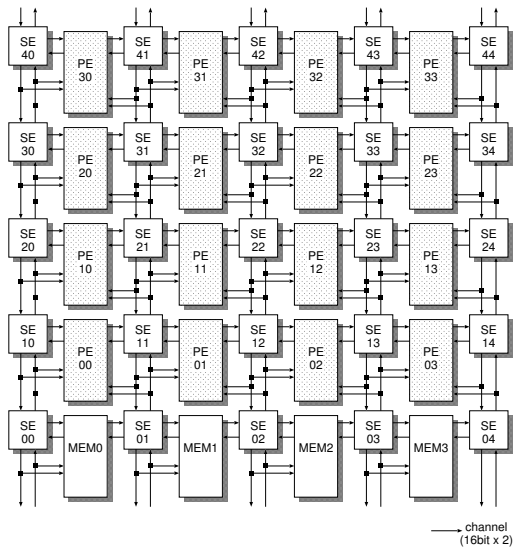 SE 40
PE 30
SE 41
PE 31
SE 42
PE 32
SE 43
PE 33
SE 44
SE 30
PE 20
SE 31
PE 21
SE 32
PE 22
SE 33
PE 23
SE 34
SE 20
PE 10
SE 21
PE 11
SE 22
PE 12
SE 23
PE 13
SE 24
SE 10
PE 00
SE 11
PE 01
SE 12
PE 02
SE 13
PE 03
SE 14
SE 00
MEM0
SE 01
MEM1
SE 02
MEM2
SE 03
MEM3
SE 04
channel
(16bit x 2)